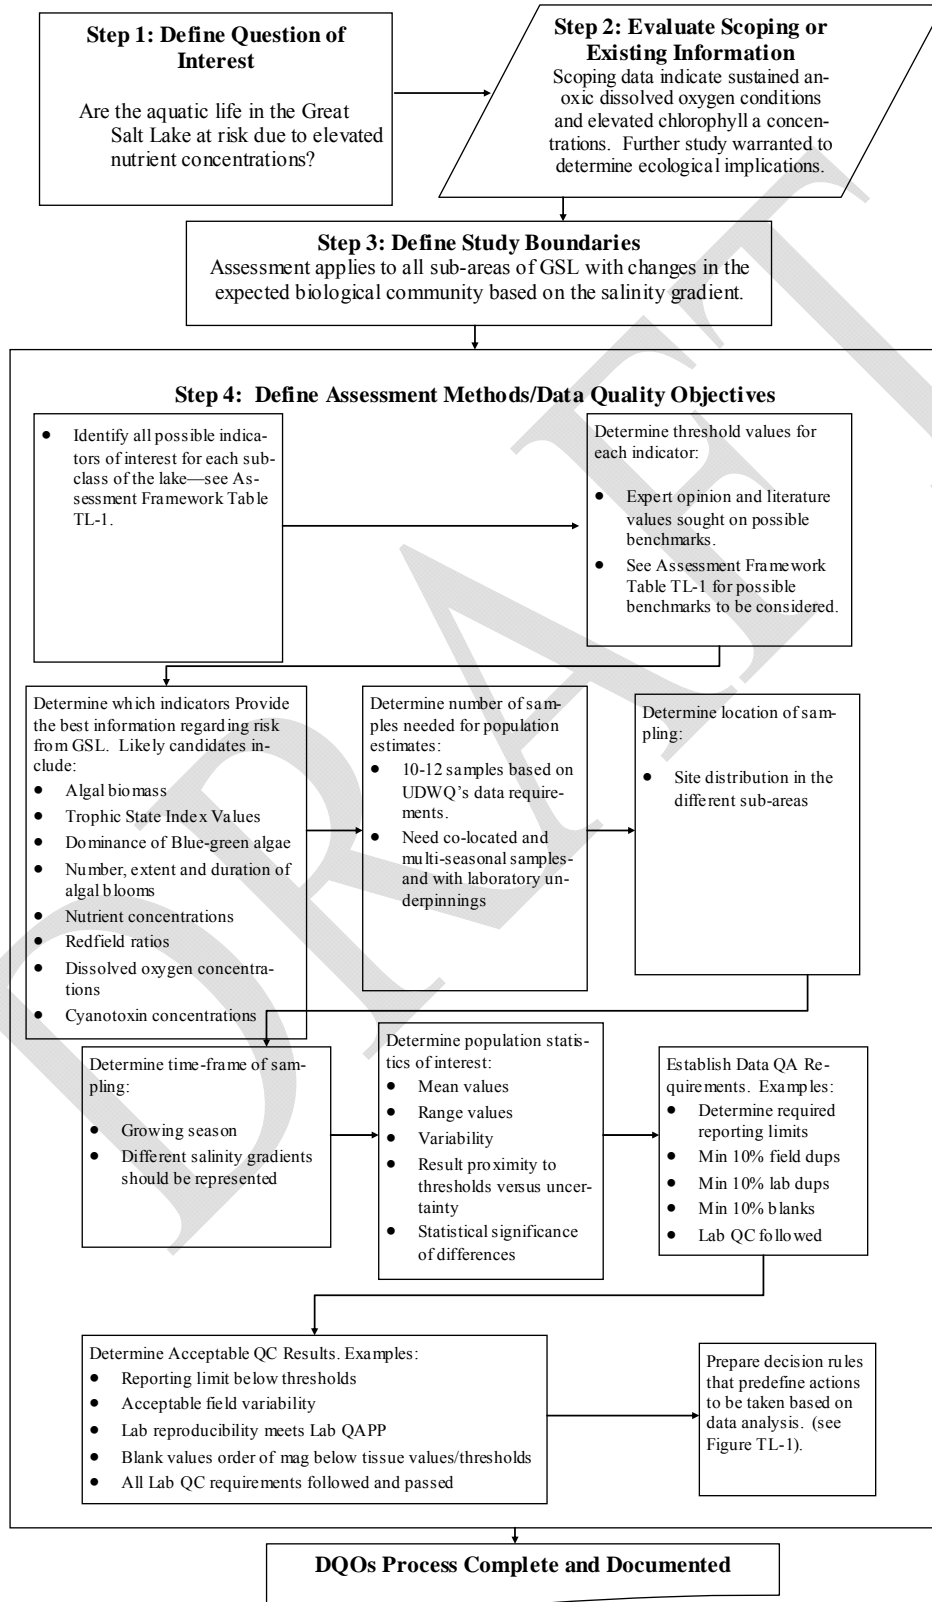 Step 1: Define Question of
Interest
Are the aquatic life in the Great
Salt Lake at risk due to elevated
nutrient concentrations?
Step 2: Evaluate Scoping or
Existing Information
Scoping data indicate sustained an-
oxic dissolved oxygen conditions
and elevated chlorophyll a concen-
trations. Further study warranted to
determine ecological implications.
Step 3: Define Study Boundaries
Assessment applies to all sub-areas of GSL with changes in the
expected biological community based on the salinity gradient.
Step 4: Define Assessment Methods/Data Quality Objectives
● Identify all possible indica-
tors of interest for each sub-
class of the lake—see As-
sessment Framework Table
TL-1.
Determine threshold values for
each indicator:
● Expert opinion and literature
values sought on possible
benchmarks.
● See Assessment Framework
Table TL-1 for possible
benchmarks to be considered.
Determine which indicators Provide
the best information regarding risk
from GSL. Likely candidates in-
clude:
● Algal biomass
● Trophic State Index Values
● Dominance of Blue-green algae
● Number, extent and duration of
algal blooms
● Nutrient concentrations
● Redfield ratios
● Dissolved oxygen concentra-
tions
● Cyanotoxin concentrations
Determine number of sam-
ples needed for population
estimates:
● 10-12 samples based on
UDWQ's data require-
ments.
● Need co-located and
multi-seasonal samples-
and with laboratory un-
derpinnings
Determine location of sam-
pling:
● Site distribution in the
different sub-areas
Determine time-frame of sam-
pling:
● Growing season
● Different salinity gradients
should be represented
Determine population statis-
tics of interest:
● Mean values
● Range values
● Variability
● Result proximity to
thresholds versus uncer-
tainty
● Statistical significance
of differences
Establish Data QA Re-
quirements. Examples:
● Determine required
reporting limits
● Min 10% field dups
● Min 10% lab dups
● Min 10% blanks
● Lab QC followed
Determine Acceptable QC Results. Examples:
● Reporting limit below thresholds
● Acceptable field variability
● Lab reproducibility meets Lab QAPP
● Blank values order of mag below tissue values/thresholds
● All Lab QC requirements followed and passed
Prepare decision rules
that predefine actions
to be taken based on
data analysis. (see
Figure TL-1).
DQOs Process Complete and Documented
DRAFT